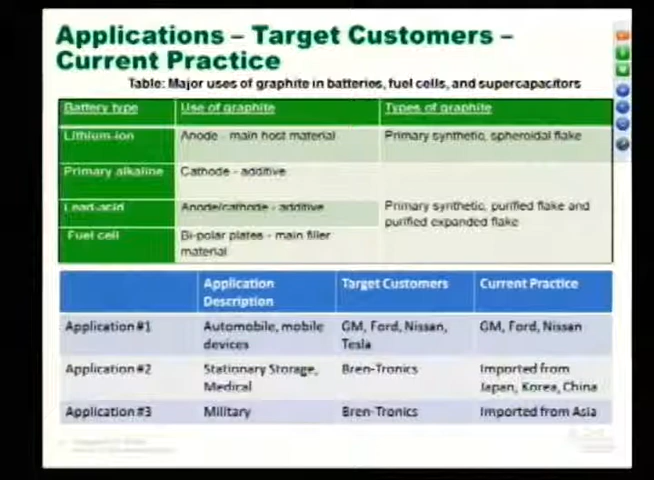 Applications – Target Customers –
Current Practice
Table: Major uses of graphite in batteries, fuel cells, and supercapacitors
Battery type Use of graphite Types of graphite
Lithium-ion Anode - main host material Primary synthetic, spheroidal flake
Primary alkaline Cathode - additive
Lead-acid Anode/cathode - additive Primary synthetic, purified flake and
purified expanded flake
Fuel cell Bi-polar plates - main filler
material
Application Target Customers Current Practice
Description
Application #1 Automobile, mobile GM, Ford, Nissan, GM, Ford, Nissan
devices Tesla
Application #2 Stationary Storage, Bren-Tronics Imported from
Medical Japan, Korea, China
Application #3 Military Bren-Tronics Imported from Asia